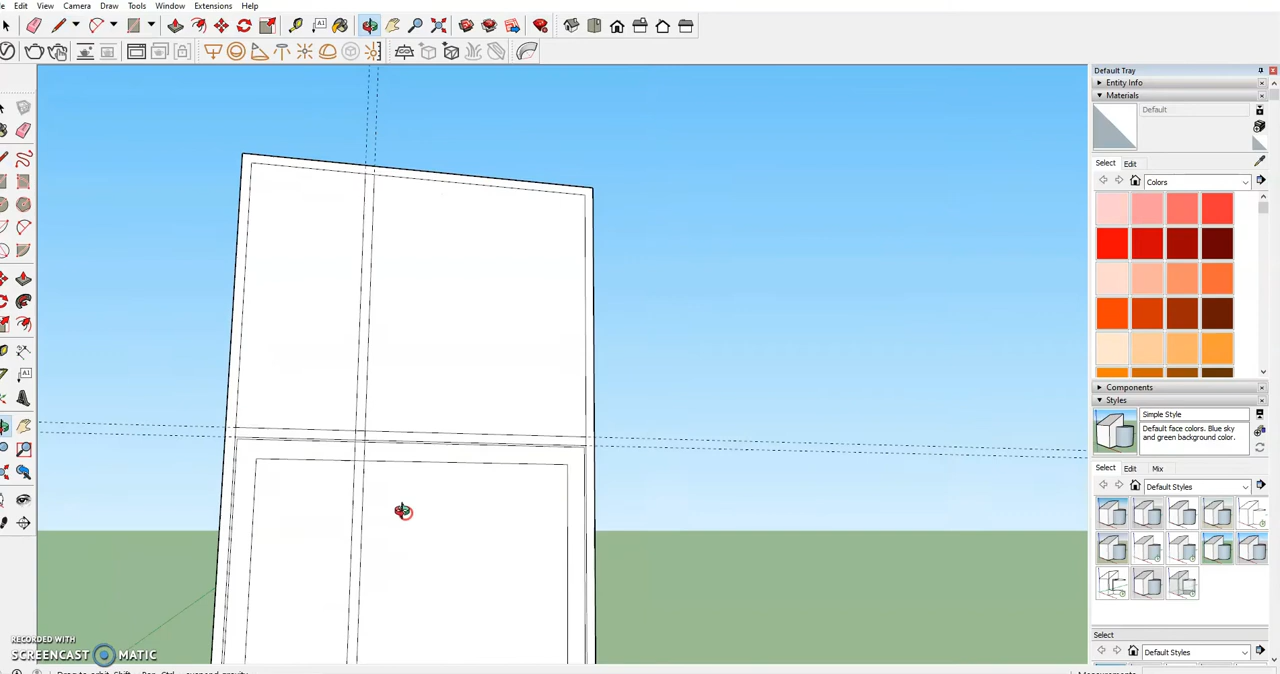 Edit View Camera Draw Tools Window Extensions Help
Default Tray
Entity Info
Materials
Default
Select Edit
Colors
Components
Styles
Simple Style
Default face colors. Blue sky
and green background color.
Select Edit Mix
Default Styles
Select
Default Styles
RECORDED WITH
SCREENCAST MATIC